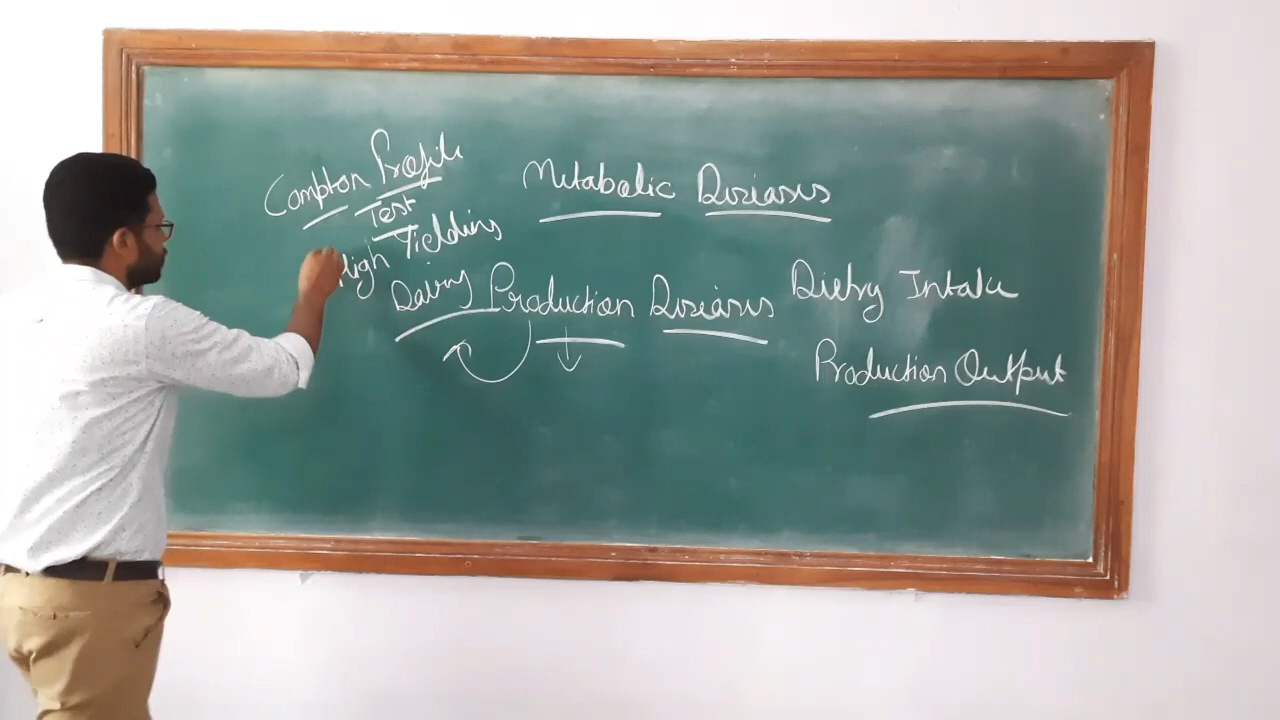 Compton Profile
Test
High Yielding
Metabolic Diseases
Dairy Production Diseases
Dietry Intake
Production Output